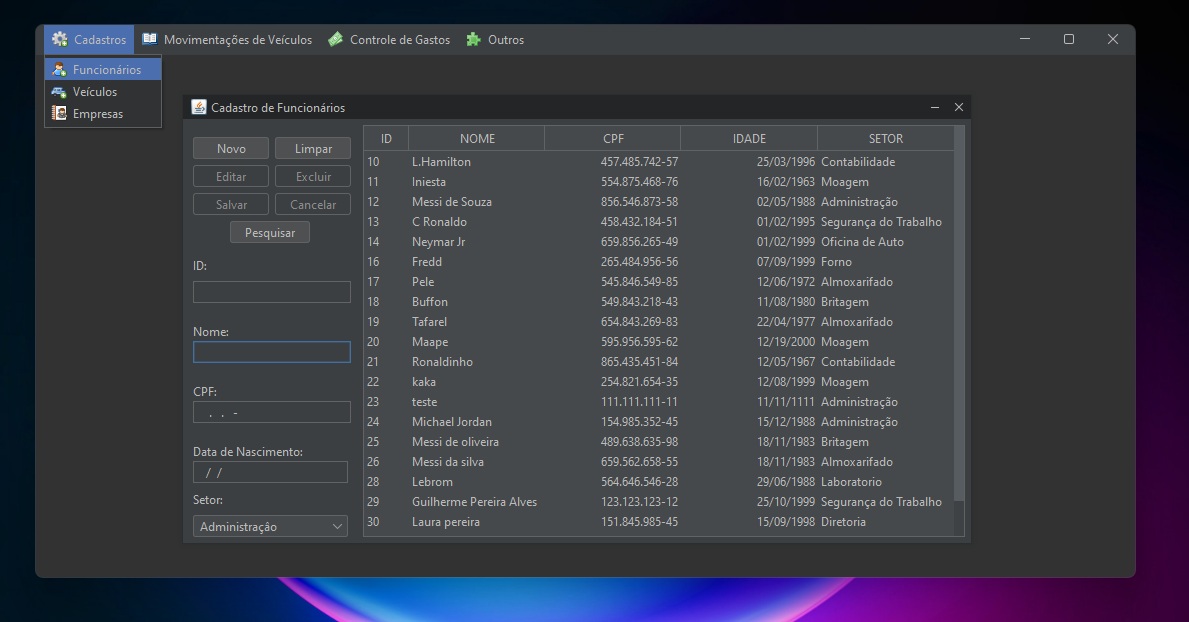 Cadastros Movimentações de Veículos Controle de Gastos Outros
Funcionários
Veículos
Empresas
Cadastro de Funcionários
Novo Limpar
Editar Excluir
Salvar Cancelar
Pesquisar
ID:
Nome:
CPF:
. . -
Data de Nascimento:
/ /
Setor:
Administração
ID NOME CPF IDADE SETOR
10 L.Hamilton 457.485.742-57 25/03/1996 Contabilidade
11 Iniesta 554.875.468-76 16/02/1963 Moagem
12 Messi de Souza 856.546.873-58 02/05/1988 Administração
13 C Ronaldo 458.432.184-51 01/02/1995 Segurança do Trabalho
14 Neymar Jr 659.856.265-49 01/02/1999 Oficina de Auto
16 Fredd 265.484.956-56 07/09/1999 Forno
17 Pele 545.846.549-85 12/06/1972 Almoxarifado
18 Buffon 549.843.218-43 11/08/1980 Britagem
19 Tafarel 654.843.269-83 22/04/1977 Almoxarifado
20 Maape 595.956.595-62 12/19/2000 Moagem
21 Ronaldinho 865.435.451-84 12/05/1967 Contabilidade
22 kaka 254.821.654-35 12/08/1999 Moagem
23 teste 111.111.111-11 11/11/1111 Administração
24 Michael Jordan 154.985.352-45 15/12/1988 Administração
25 Messi de oliveira 489.638.635-98 18/11/1983 Britagem
26 Messi da silva 659.562.658-55 18/11/1983 Almoxarifado
28 Lebrom 564.646.546-28 29/06/1988 Laboratorio
29 Guilherme Pereira Alves 123.123.123-12 25/10/1999 Segurança do Trabalho
30 Laura pereira 151.845.985-45 15/09/1998 Diretoria